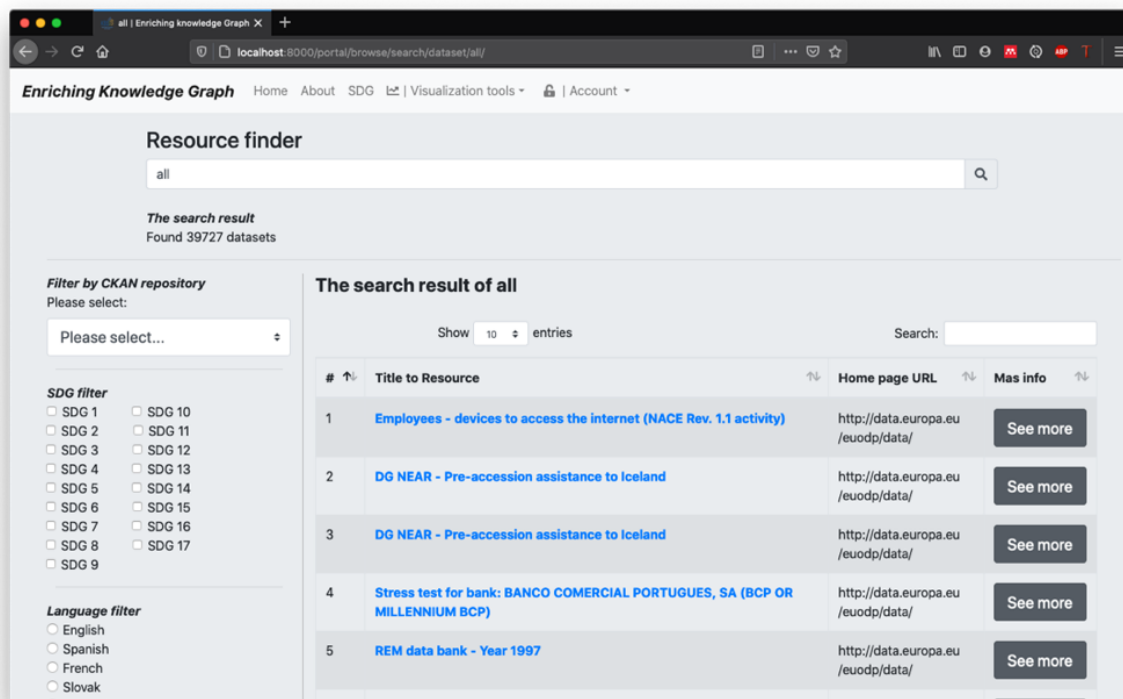 all | Enriching knowledge Graph
localhost:8000/portal/browse/search/dataset/all/
ABP
Enriching Knowledge Graph Home About SDG | Visualization tools | Account
Resource finder
all
The search result
Found 39727 datasets
Filter by CKAN repository
Please select:
Please select...
SDG filter
SDG 1 SDG 10
SDG 2 SDG 11
SDG 3 SDG 12
SDG 4 SDG 13
SDG 5 SDG 14
SDG 6 SDG 15
SDG 7 SDG 16
SDG 8 SDG 17
SDG 9
Language filter
English
Spanish
French
Slovak
The search result of all
Show 10 entries Search:
# Title to Resource Home page URL Mas info
1 Employees - devices to access the internet (NACE Rev. 1.1 activity) http://data.europa.eu See more
/euodp/data/
2 DG NEAR - Pre-accession assistance to Iceland http://data.europa.eu See more
/euodp/data/
3 DG NEAR - Pre-accession assistance to Iceland http://data.europa.eu See more
/euodp/data/
4 Stress test for bank: BANCO COMERCIAL PORTUGUES, SA (BCP OR http://data.europa.eu See more
MILLENNIUM BCP) /euodp/data/
5 REM data bank - Year 1997 http://data.europa.eu See more
/euodp/data/